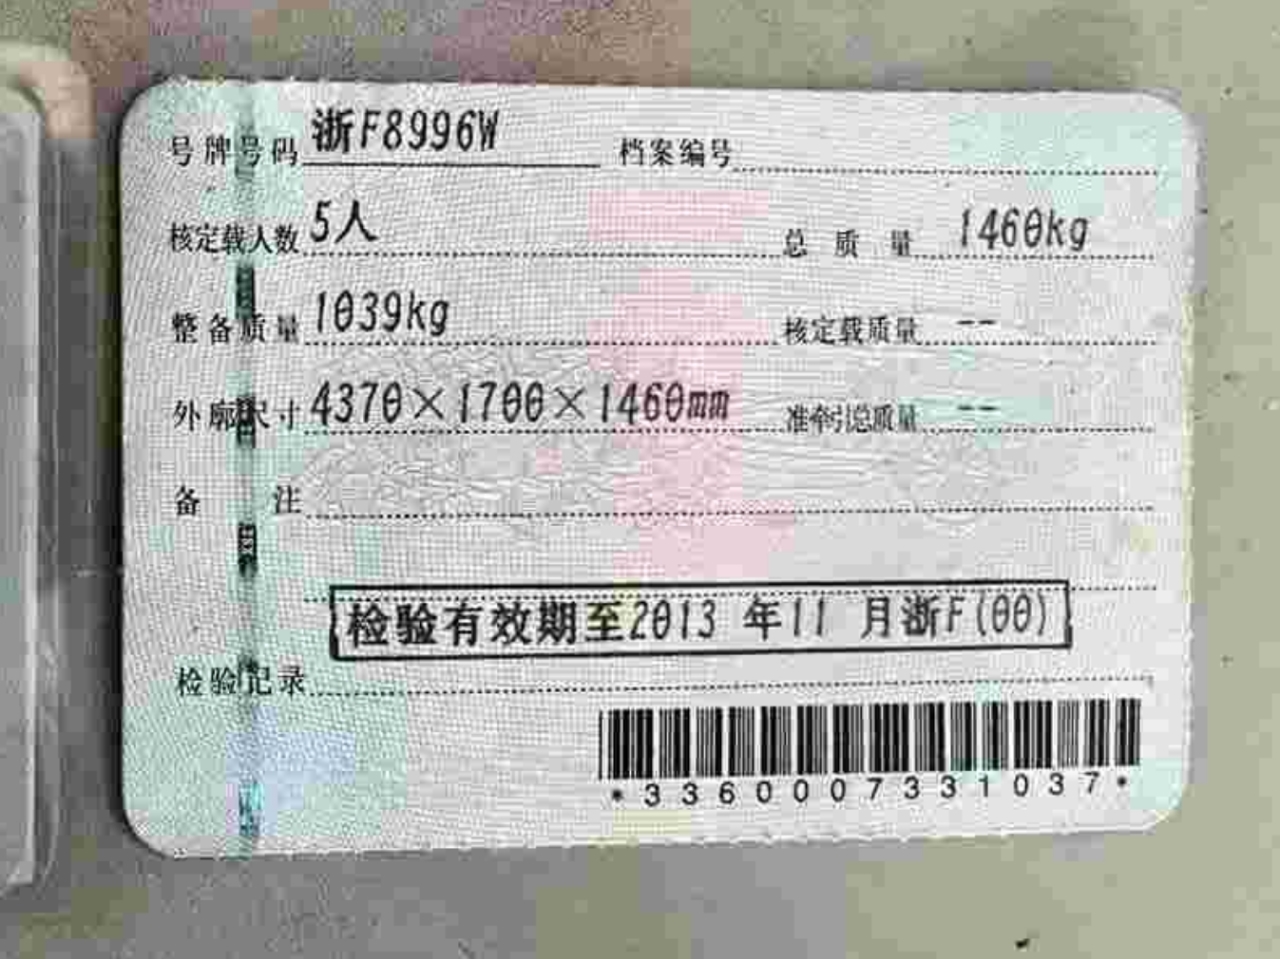 号牌号码 浙F8996W 档案编号
核定载人数 5人 总质量 1460kg
整备质量 1039kg 核定载质量 --
外廓尺寸 4370×1700×1460mm 准牵引总质量 --
备注
检验有效期至2013 年11 月浙F(00)
检验记录
*3360007331037*